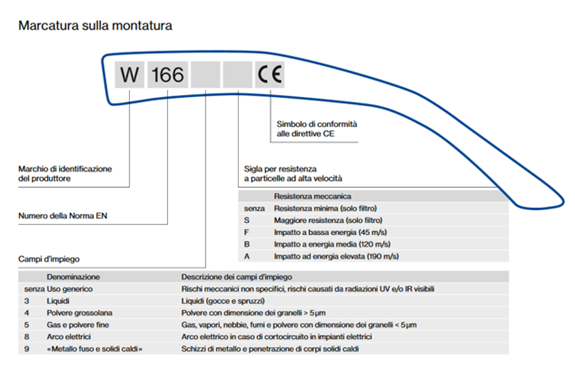 Marcatura sulla montatura
W 166 CE
Simbolo di conformità
alle direttive CE
Marchio di identificazione
del produttore
Sigla per resistenza
a particelle ad alta velocità
Resistenza meccanica
senza Resistenza minima (solo filtro)
S Maggiore resistenza (solo filtro)
F Impatto a bassa energia (45 m/s)
B Impatto a energia media (120 m/s)
A Impatto ad energia elevata (190 m/s)
Numero della Norma EN
Campi d'impiego
Denominazione Descrizione dei campi d'impiego
senza Uso generico Rischi meccanici non specifici, rischi causati da radiazioni UV e/o IR visibili
3 Liquidi Liquidi (gocce e spruzzi)
4 Polvere grossolana Polvere con dimensione dei granelli > 5 µm
5 Gas e polvere fine Gas, vapori, nebbie, fumi e polvere con dimensione dei granelli < 5 µm
8 Arco elettrici Arco elettrico in caso di cortocircuito in impianti elettrici
9 «Metallo fuso e solidi caldi» Schizzi di metallo e penetrazione di corpi solidi caldi